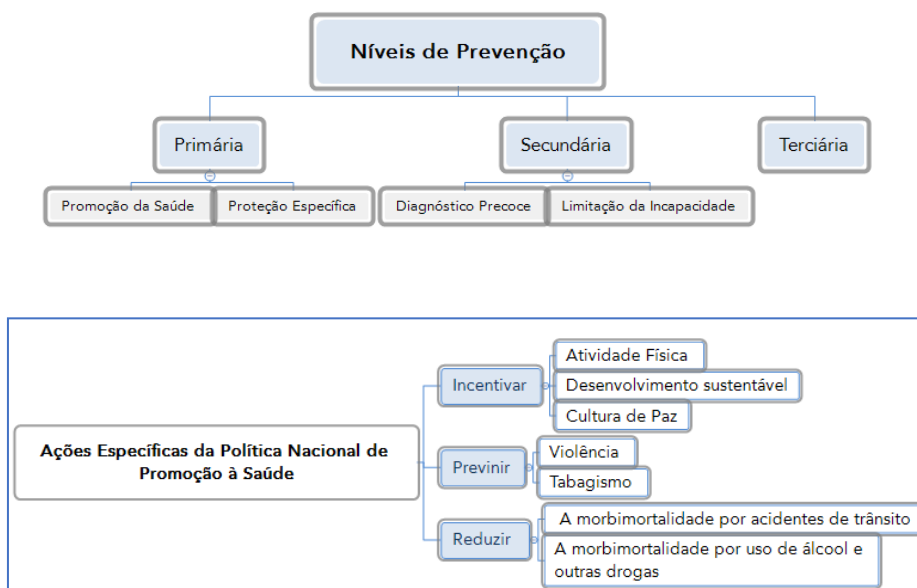 Níveis de Prevenção
Primária
Secundária
Terciária
Promoção da Saúde
Proteção Específica
Diagnóstico Precoce
Limitação da Incapacidade
Ações Específicas da Política Nacional de
Promoção à Saúde
Incentivar
Atividade Física
Desenvolvimento sustentável
Cultura de Paz
Previnir
Violência
Tabagismo
Reduzir
A morbimortalidade por acidentes de trânsito
A morbimortalidade por uso de álcool e
outras drogas